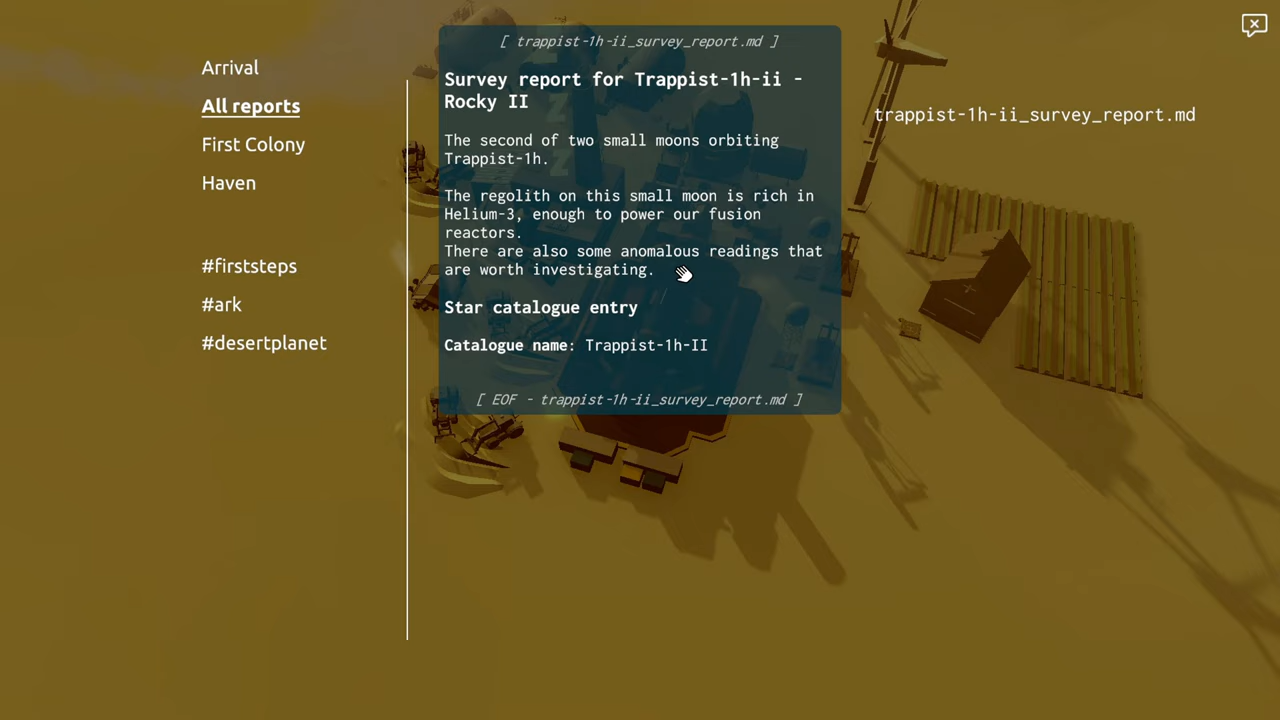 Arrival
All reports
First Colony
Haven
#firststeps
#ark
#desertplanet
[ trappist-1h-ii_survey_report.md ]
Survey report for Trappist-1h-ii -
Rocky II
The second of two small moons orbiting
Trappist-1h.
The regolith on this small moon is rich in
Helium-3, enough to power our fusion
reactors.
There are also some anomalous readings that
are worth investigating.
Star catalogue entry
Catalogue name: Trappist-1h-II
[ EOF - trappist-1h-ii_survey_report.md ]
trappist-1h-ii_survey_report.md